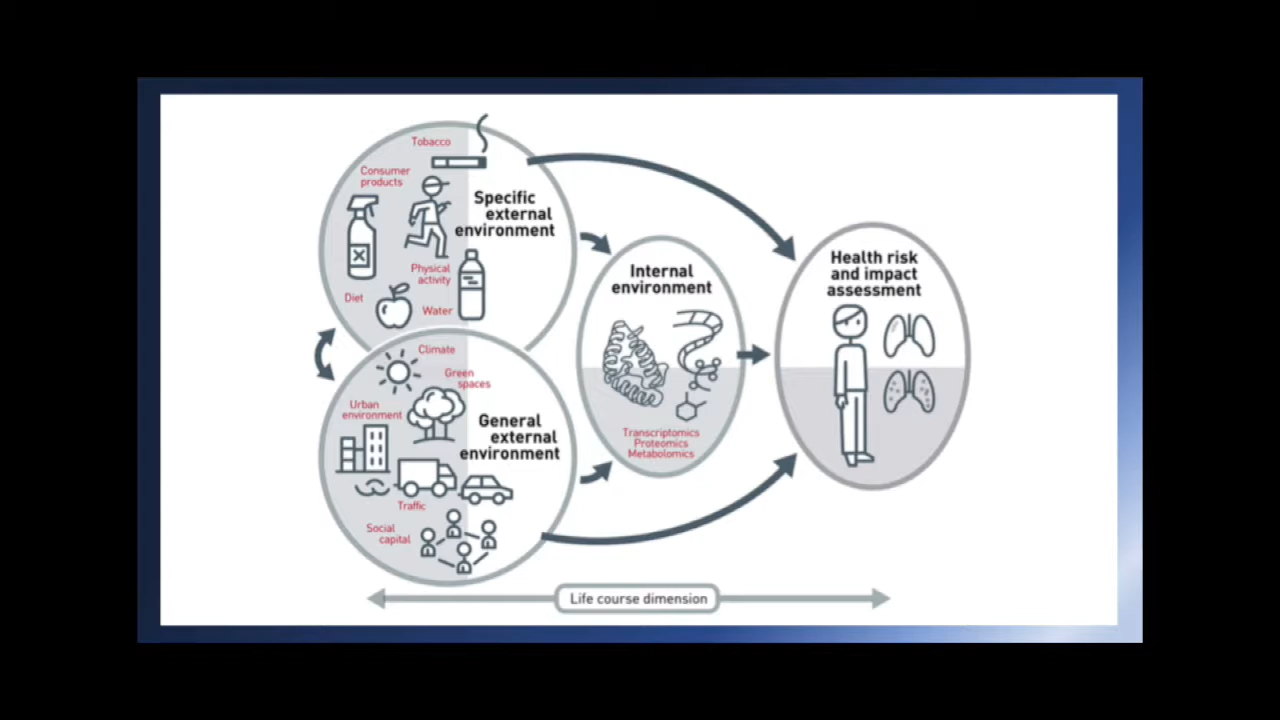 Tobacco
Consumer
products
Specific
external
environment
Physical
activity
Diet
Water
Climate
Green
spaces
Urban
environment
General
external
environment
Traffic
Social
capital
Internal
environment
Transcriptomics
Proteomics
Metabolomics
Health risk
and impact
assessment
Life course dimension